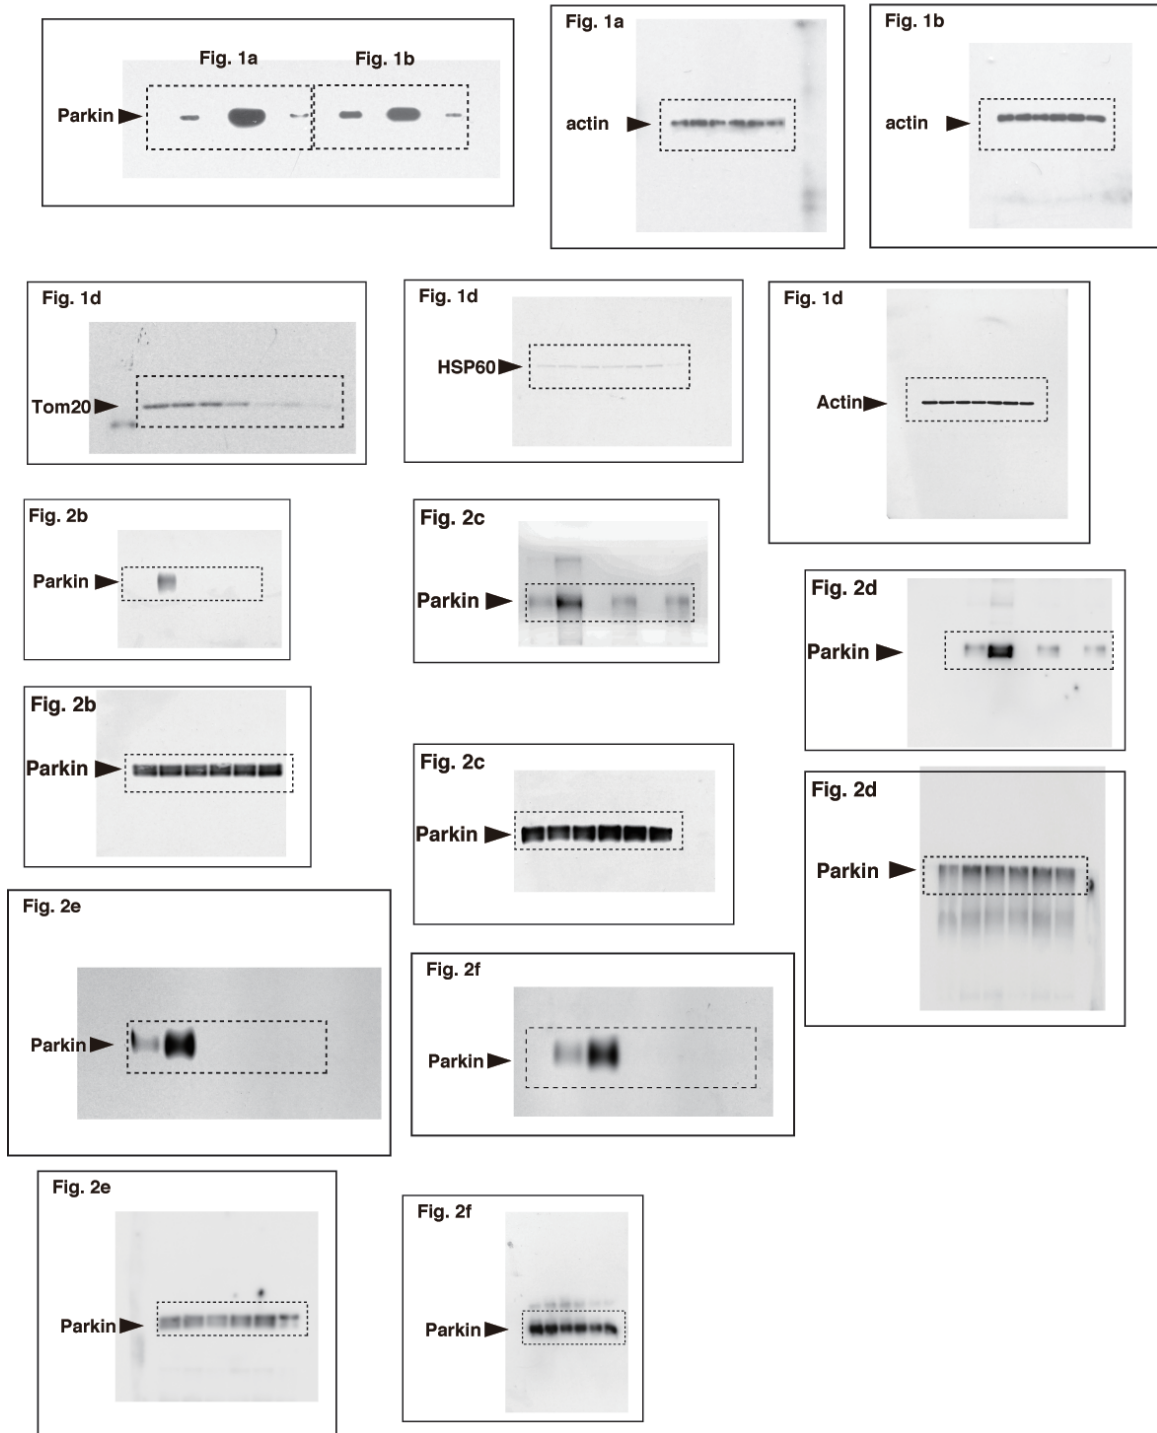 Fig. 1a Fig. 1b
Parkin
Fig. 1a
actin
Fig. 1b
actin
Fig. 1d
Tom20
Fig. 1d
HSP60
Fig. 1d
Actin
Fig. 2b
Parkin
Fig. 2c
Parkin
Fig. 2d
Parkin
Fig. 2b
Parkin
Fig. 2c
Parkin
Fig. 2d
Parkin
Fig. 2e
Parkin
Fig. 2f
Parkin
Fig. 2e
Parkin
Fig. 2f
Parkin